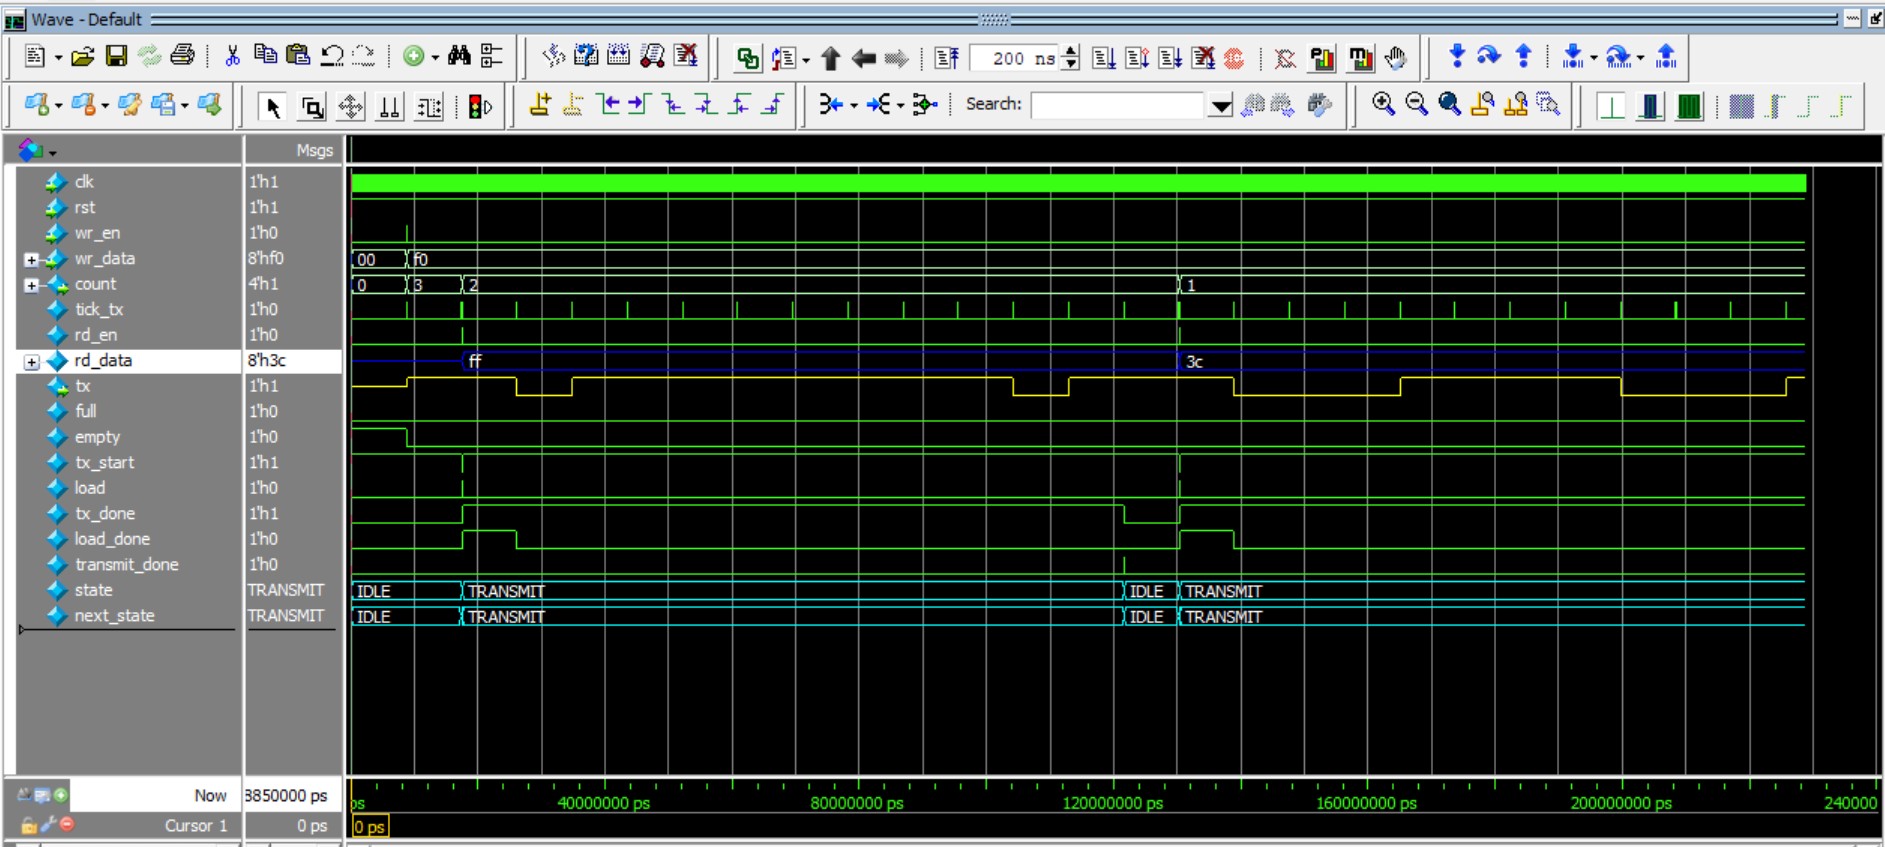 Wave - Default
200 ns
Search:
Msgs
clk 1'h1
rst 1'h1
wr_en 1'h0
wr_data 8'hf0 00 f0
count 4'h1 0 3 2 1
tick_tx 1'h0
rd_en 1'h0
rd_data 8'h3c ff 3c
tx 1'h1
full 1'h0
empty 1'h0
tx_start 1'h1
load 1'h0
tx_done 1'h1
load_done 1'h0
transmit_done 1'h0
state TRANSMIT IDLE TRANSMIT IDLE TRANSMIT
next_state TRANSMIT IDLE TRANSMIT IDLE TRANSMIT
Now 3850000 ps ps 40000000 ps 80000000 ps 120000000 ps 160000000 ps 200000000 ps 240000
Cursor 1 0 ps 0 ps